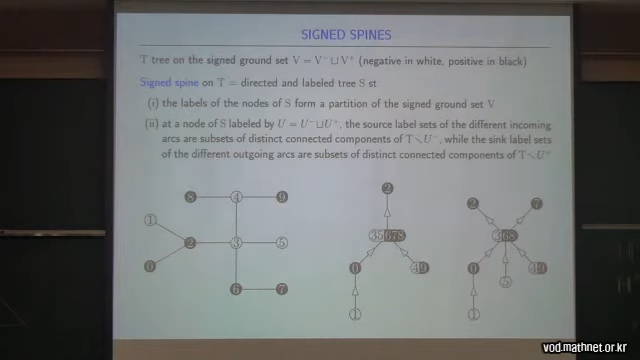 SIGNED SPINES
T tree on the signed ground set V = V⁻ ⊔ V⁺ (negative in white, positive in black)
Signed spine on T = directed and labeled tree S st
(i) the labels of the nodes of S form a partition of the signed ground set V
(ii) at a node of S labeled by U = U⁻ ⊔ U⁺, the source label sets of the different incoming
arcs are subsets of distinct connected components of T∖U⁻, while the sink label sets
of the different outgoing arcs are subsets of distinct connected components of T∖U⁺
8 4 9
1
2 3 5
0
6 7
2
35678
0 49
1
2 7
368
0 49
5
1
vod.mathnet.or.kr